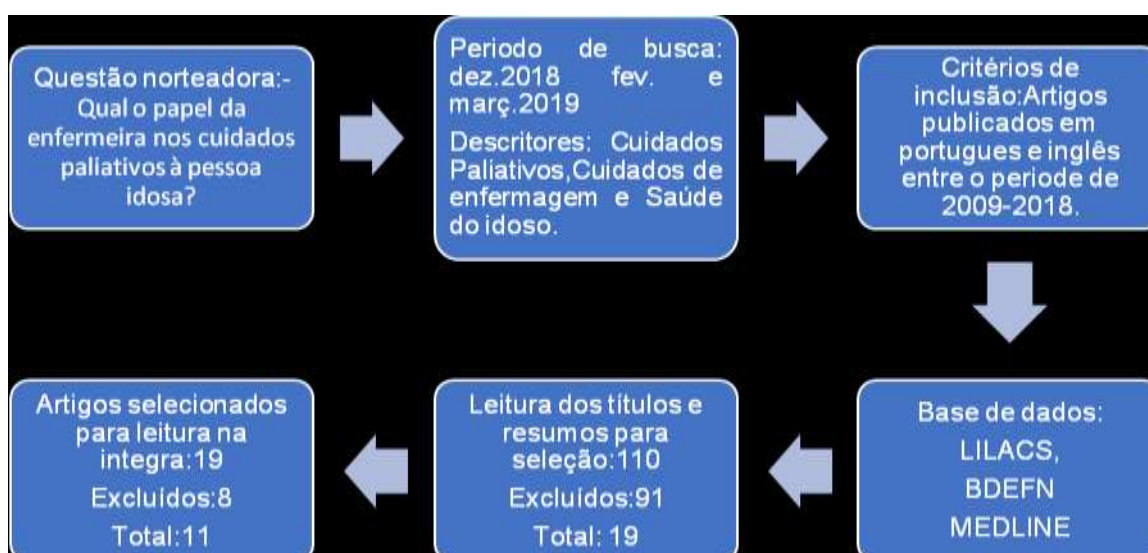 Questão norteadora:-
Qual o papel da
enfermeira nos cuidados
paliativos à pessoa
idosa?
Periodo de busca:
dez.2018 fev. e
març.2019
Descritores: Cuidados
Paliativos,Cuidados de
enfermagem e Saúde
do idoso.
Critérios de
inclusão:Artigos
publicados em
portugues e inglês
entre o periode de
2009-2018.
Base de dados:
LILACS,
BDEFN
MEDLINE
Leitura dos títulos e
resumos para
seleção:110
Excluídos:91
Total: 19
Artigos selecionados
para leitura na
integra:19
Excluídos:8
Total:11